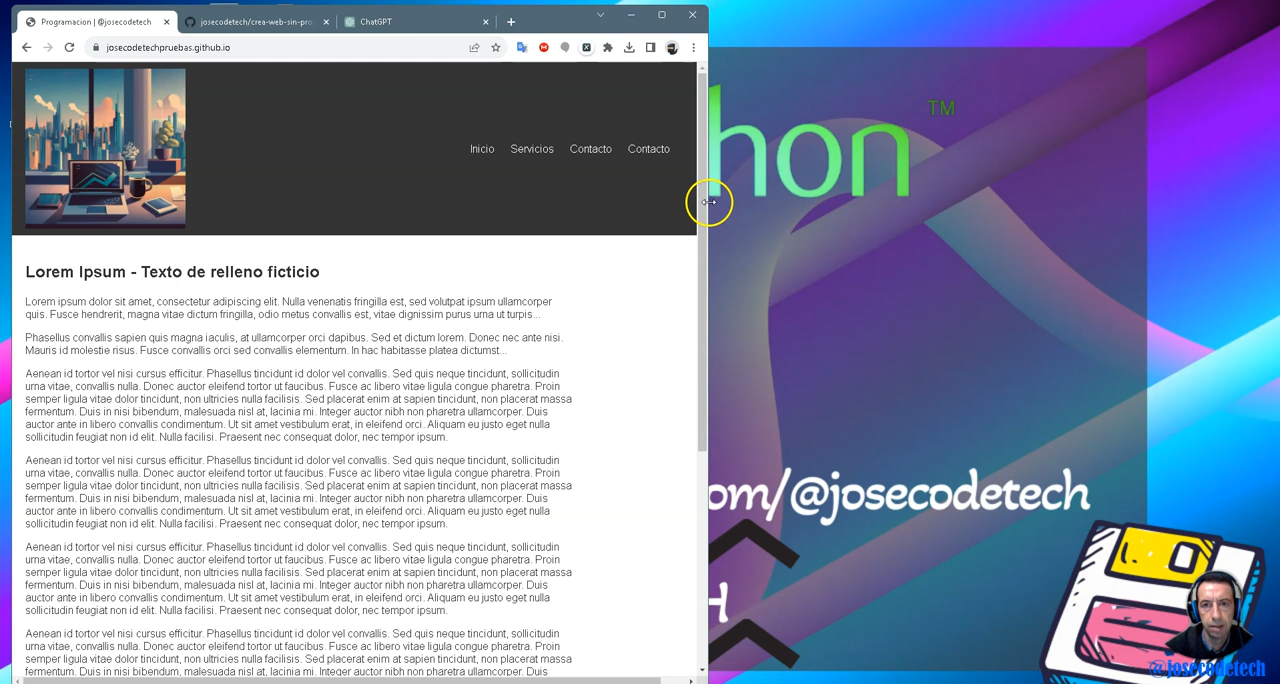 Programacion | @josecodetech
josecodetech/crea-web-sin-pro
ChatGPT
josecodetechpruebas.github.io
Inicio Servicios Contacto Contacto
hon TM
Lorem Ipsum - Texto de relleno ficticio
Lorem ipsum dolor sit amet, consectetur adipiscing elit. Nulla venenatis fringilla est, sed volutpat ipsum ullamcorper
quis. Fusce hendrerit, magna vitae dictum fringilla, odio metus convallis est, vitae dignissim purus urna ut turpis...
Phasellus convallis sapien quis magna iaculis, at ullamcorper orci dapibus. Sed et dictum lorem. Donec nec ante nisi.
Mauris id molestie risus. Fusce convallis orci sed convallis elementum. In hac habitasse platea dictumst...
Aenean id tortor vel nisi cursus efficitur. Phasellus tincidunt id dolor vel convallis. Sed quis neque tincidunt, sollicitudin
urna vitae, convallis nulla. Donec auctor eleifend tortor ut faucibus. Fusce ac libero vitae ligula congue pharetra. Proin
semper ligula vitae dolor tincidunt, non ultricies nulla facilisis. Sed placerat enim at sapien tincidunt, non placerat massa
fermentum. Duis in nisi bibendum, malesuada nisl at, lacinia mi. Integer auctor nibh non pharetra ullamcorper. Duis
auctor ante in libero convallis condimentum. Ut sit amet vestibulum erat, in eleifend orci. Aliquam eu justo eget nulla
sollicitudin feugiat non id elit. Nulla facilisi. Praesent nec consequat dolor, nec tempor ipsum.
Aenean id tortor vel nisi cursus efficitur. Phasellus tincidunt id dolor vel convallis. Sed quis neque tincidunt, sollicitudin
urna vitae, convallis nulla. Donec auctor eleifend tortor ut faucibus. Fusce ac libero vitae ligula congue pharetra. Proin
semper ligula vitae dolor tincidunt, non ultricies nulla facilisis. Sed placerat enim at sapien tincidunt, non placerat massa
fermentum. Duis in nisi bibendum, malesuada nisl at, lacinia mi. Integer auctor nibh non pharetra ullamcorper. Duis
auctor ante in libero convallis condimentum. Ut sit amet vestibulum erat, in eleifend orci. Aliquam eu justo eget nulla
sollicitudin feugiat non id elit. Nulla facilisi. Praesent nec consequat dolor, nec tempor ipsum.
Aenean id tortor vel nisi cursus efficitur. Phasellus tincidunt id dolor vel convallis. Sed quis neque tincidunt, sollicitudin
urna vitae, convallis nulla. Donec auctor eleifend tortor ut faucibus. Fusce ac libero vitae ligula congue pharetra. Proin
semper ligula vitae dolor tincidunt, non ultricies nulla facilisis. Sed placerat enim at sapien tincidunt, non placerat massa
fermentum. Duis in nisi bibendum, malesuada nisl at, lacinia mi. Integer auctor nibh non pharetra ullamcorper. Duis
auctor ante in libero convallis condimentum. Ut sit amet vestibulum erat, in eleifend orci. Aliquam eu justo eget nulla
sollicitudin feugiat non id elit. Nulla facilisi. Praesent nec consequat dolor, nec tempor ipsum.
Aenean id tortor vel nisi cursus efficitur. Phasellus tincidunt id dolor vel convallis. Sed quis neque tincidunt, sollicitudin
urna vitae, convallis nulla. Donec auctor eleifend tortor ut faucibus. Fusce ac libero vitae ligula congue pharetra. Proin
semper ligula vitae dolor tincidunt, non ultricies nulla facilisis. Sed placerat enim at sapien tincidunt, non placerat massa
fermentum. Duis in nisi bibendum, malesuada nisl at, lacinia mi. Integer auctor nibh non pharetra ullamcorper. Duis
om/@josecodetech
H
@josecodetech